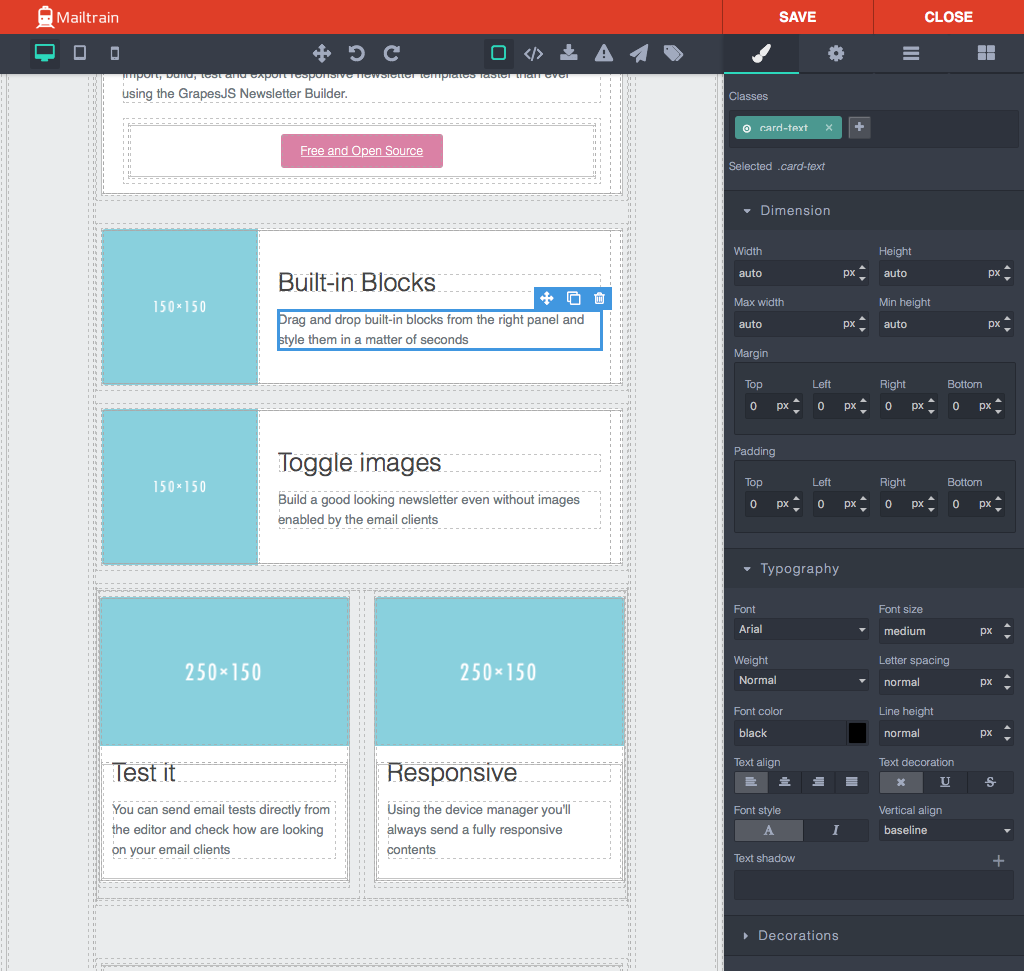 Mailtrain
SAVE
CLOSE
import, build, test and export responsive newsletter templates faster than ever
using the GrapesJS Newsletter Builder.
Free and Open Source
150×150
Built-in Blocks
Drag and drop built-in blocks from the right panel and
style them in a matter of seconds
150×150
Toggle images
Build a good looking newsletter even without images
enabled by the email clients
250×150
Test it
You can send email tests directly from
the editor and check how are looking
on your email clients
250×150
Responsive
Using the device manager you'll
always send a fully responsive
contents
Classes
card-text
Selected .card-text
Dimension
Width Height
auto px auto px
Max width Min height
auto px auto px
Margin
Top Left Right Bottom
0 px 0 px 0 px 0 px
Padding
Top Left Right Bottom
0 px 0 px 0 px 0 px
Typography
Font Font size
Arial medium px
Weight Letter spacing
Normal normal px
Font color Line height
black normal px
Text align Text decoration
U S
Font style Vertical align
A I baseline
Text shadow
Decorations